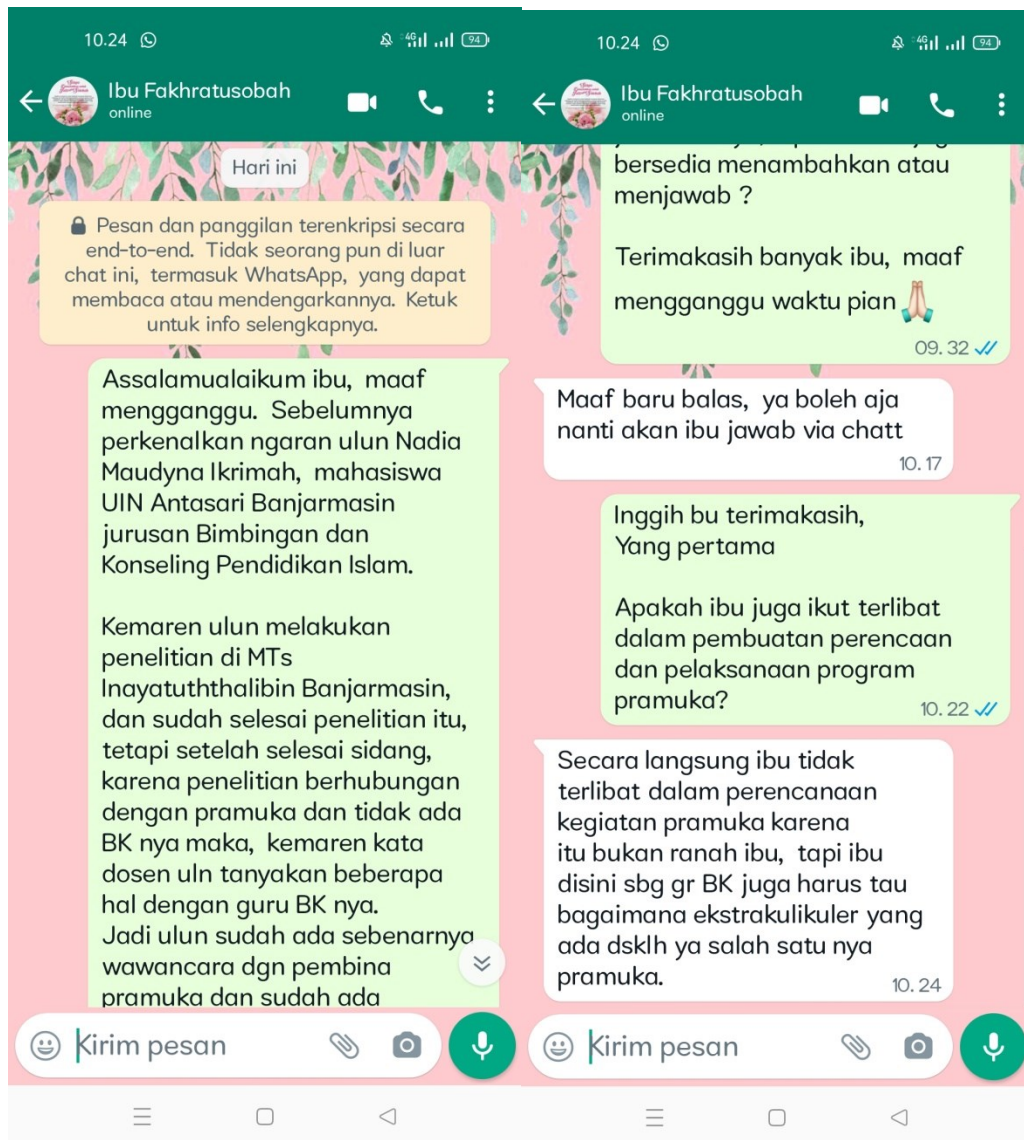 10.24
4G
94
Ibu Fakhratusobah
online
Hari ini
Pesan dan panggilan terenkripsi secara
end-to-end. Tidak seorang pun di luar
chat ini, termasuk WhatsApp, yang dapat
membaca atau mendengarkannya. Ketuk
untuk info selengkapnya.
Assalamualaikum ibu, maaf
mengganggu. Sebelumnya
perkenalkan ngaran ulun Nadia
Maudyna Ikrimah, mahasiswa
UIN Antasari Banjarmasin
jurusan Bimbingan dan
Konseling Pendidikan Islam.
Kemaren ulun melakukan
penelitian di MTs
Inayatuththalibin Banjarmasin,
dan sudah selesai penelitian itu,
tetapi setelah selesai sidang,
karena penelitian berhubungan
dengan pramuka dan tidak ada
BK nya maka, kemaren kata
dosen uln tanyakan beberapa
hal dengan guru BK nya.
Jadi ulun sudah ada sebenarnya
wawancara dgn pembina
pramuka dan sudah ada
Kirim pesan
10.24
4G
94
Ibu Fakhratusobah
online
bersedia menambahkan atau
menjawab ?
Terimakasih banyak ibu, maaf
mengganggu waktu pian
09.32
Maaf baru balas, ya boleh aja
nanti akan ibu jawab via chatt
10.17
Inggih bu terimakasih,
Yang pertama
Apakah ibu juga ikut terlibat
dalam pembuatan perencaan
dan pelaksanaan program
pramuka?
10.22
Secara langsung ibu tidak
terlibat dalam perencanaan
kegiatan pramuka karena
itu bukan ranah ibu, tapi ibu
disini sbg gr BK juga harus tau
bagaimana ekstrakulikuler yang
ada dsklh ya salah satu nya
pramuka.
10.24
Kirim pesan